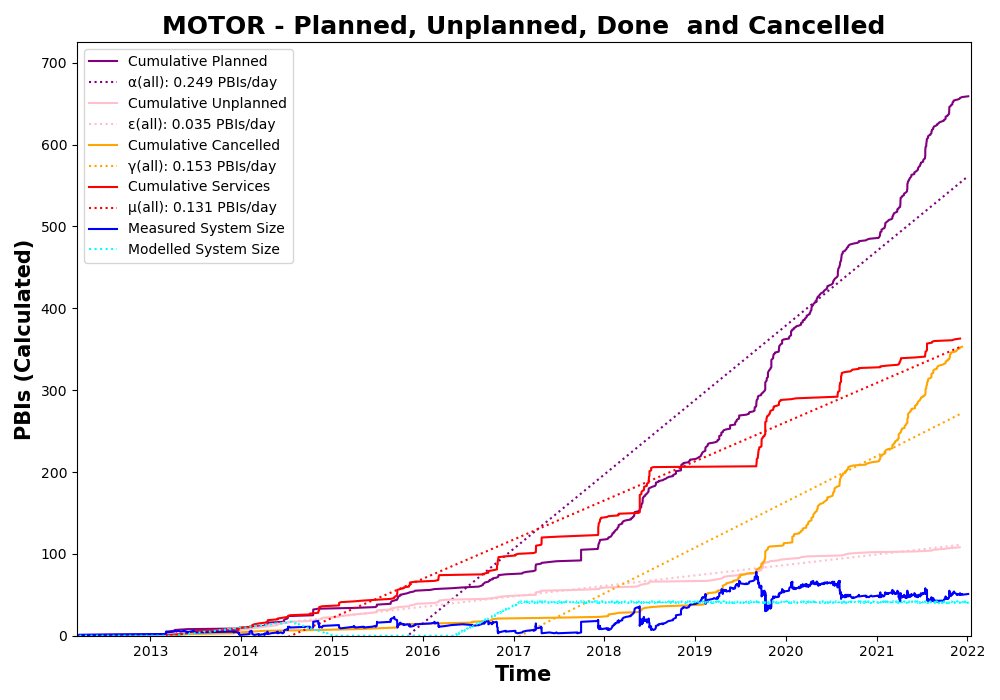 MOTOR - Planned, Unplanned, Done  and Cancelled
700
600
500
400
300
200
100
0
PBIs (Calculated)
Cumulative Planned
α(all): 0.249 PBIs/day
Cumulative Unplanned
ε(all): 0.035 PBIs/day
Cumulative Cancelled
γ(all): 0.153 PBIs/day
Cumulative Services
μ(all): 0.131 PBIs/day
Measured System Size
Modelled System Size
2013 2014 2015 2016 2017 2018 2019 2020 2021 2022
Time